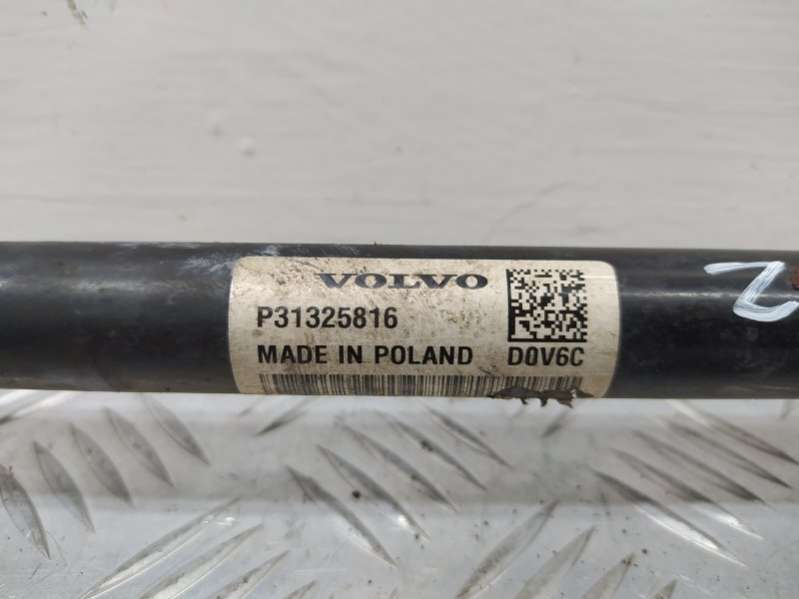 VOLVO
P31325816
MADE IN POLAND D0V6C